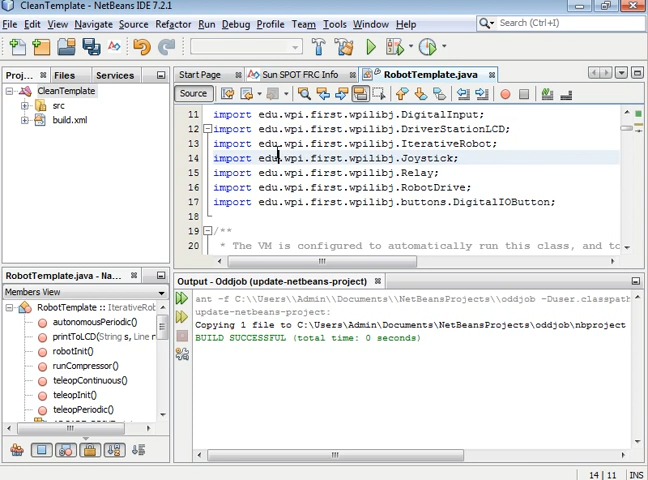 CleanTemplate - NetBeans IDE 7.2.1
File Edit View Navigate Source Refactor Run Debug Profile Team Tools Window Help
Search (Ctrl+I)
Proj... Files Services
CleanTemplate
src
build.xml
Start Page Sun SPOT FRC Info RobotTemplate.java
Source
11 import edu.wpi.first.wpilibj.DigitalInput;
12 import edu.wpi.first.wpilibj.DriverStationLCD;
13 import edu.wpi.first.wpilibj.IterativeRobot;
14 import edu.wpi.first.wpilibj.Joystick;
15 import edu.wpi.first.wpilibj.Relay;
16 import edu.wpi.first.wpilibj.RobotDrive;
17 import edu.wpi.first.wpilibj.buttons.DigitalIOButton;
18
19 /**
20 * The VM is configured to automatically run this class, and to
RobotTemplate.java - Na...
Members View
RobotTemplate :: IterativeRob
autonomousPeriodic()
printToLCD(String s, int
robotInit()
runCompressor()
teleopContinuous()
teleopInit()
teleopPeriodic()
Output - Oddjob (update-netbeans-project)
ant -f C:\\Users\\Admin\\Documents\\NetBeansProjects\\oddjob -Duser.classpath
update-netbeans-project:
Copying 1 file to C:\Users\Admin\Documents\NetBeansProjects\oddjob\nbproject
BUILD SUCCESSFUL (total time: 0 seconds)
14 | 11 INS